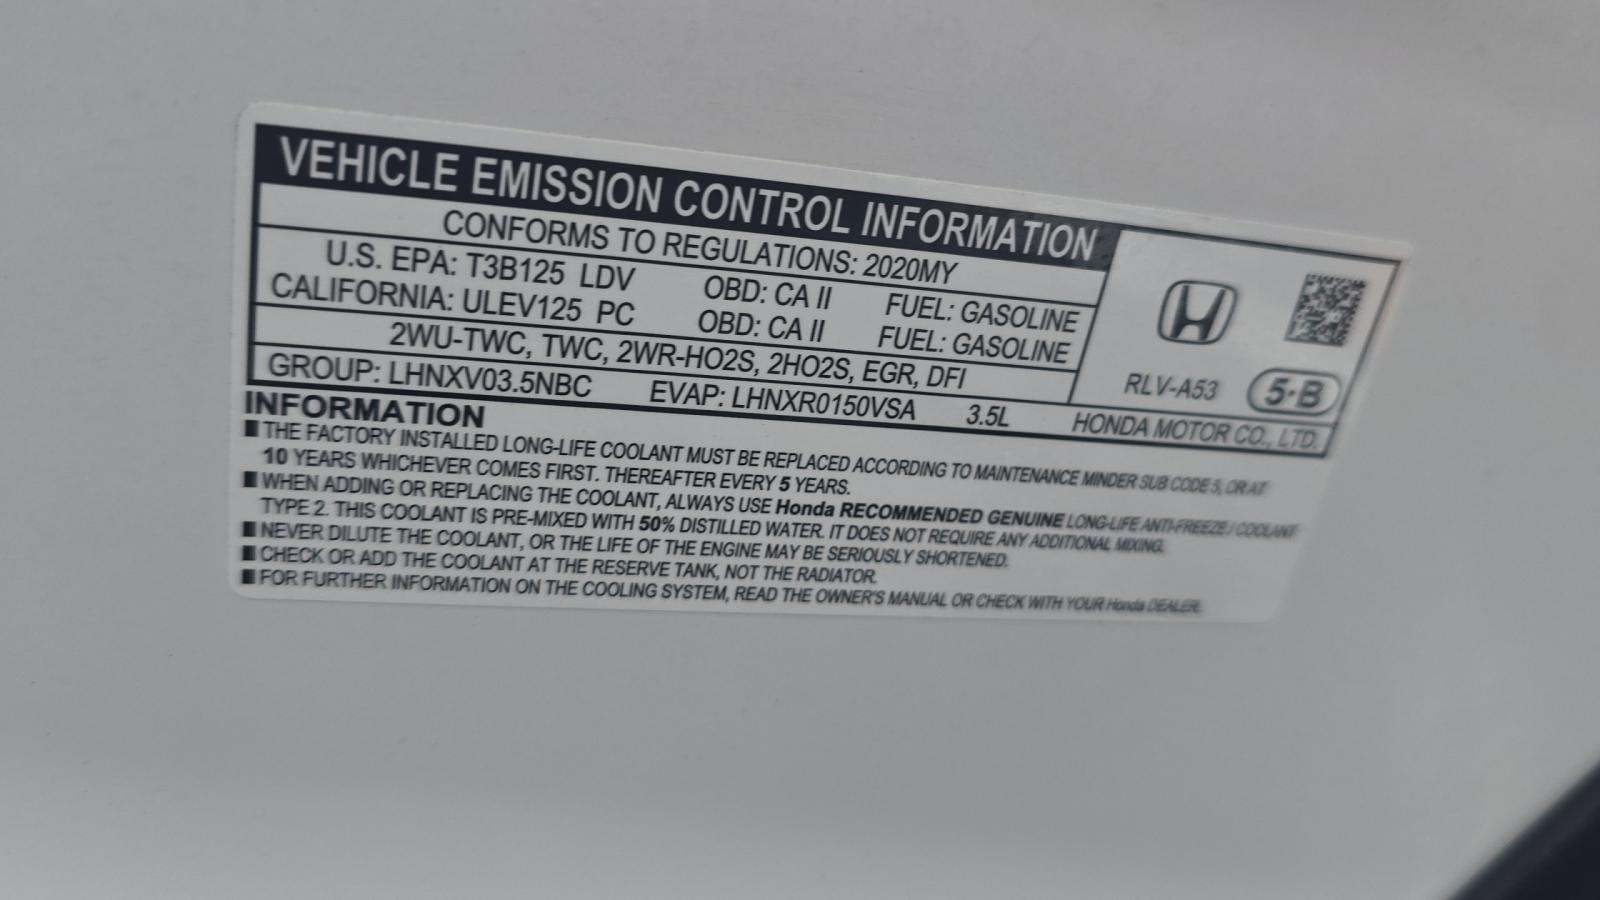 VEHICLE EMISSION CONTROL INFORMATION
CONFORMS TO REGULATIONS: 2020MY
U.S. EPA: T3B125 LDV OBD: CA II FUEL: GASOLINE
CALIFORNIA: ULEV125 PC OBD: CA II FUEL: GASOLINE
2WU-TWC, TWC, 2WR-HO2S, 2HO2S, EGR, DFI
RLV-A53 5·B
GROUP: LHNXV03.5NBC EVAP: LHNXR0150VSA 3.5L HONDA MOTOR CO., LTD.
INFORMATION
■ THE FACTORY INSTALLED LONG-LIFE COOLANT MUST BE REPLACED ACCORDING TO MAINTENANCE MINDER SUB CODE 5, OR AT
10 YEARS WHICHEVER COMES FIRST. THEREAFTER EVERY 5 YEARS.
■ WHEN ADDING OR REPLACING THE COOLANT, ALWAYS USE Honda RECOMMENDED GENUINE LONG-LIFE ANTI-FREEZE / COOLANT
TYPE 2. THIS COOLANT IS PRE-MIXED WITH 50% DISTILLED WATER. IT DOES NOT REQUIRE ANY ADDITIONAL MIXING.
■ NEVER DILUTE THE COOLANT, OR THE LIFE OF THE ENGINE MAY BE SERIOUSLY SHORTENED.
■ CHECK OR ADD THE COOLANT AT THE RESERVE TANK, NOT THE RADIATOR.
■ FOR FURTHER INFORMATION ON THE COOLING SYSTEM, READ THE OWNER'S MANUAL OR CHECK WITH YOUR Honda DEALER.